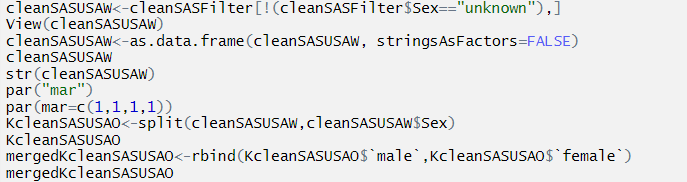 cleanSASUSAW<-cleanSASFilter[!(cleanSASFilter$Sex=="unknown"),]
View(cleanSASUSAW)
cleanSASUSAW<-as.data.frame(cleanSASUSAW, stringsAsFactors=FALSE)
cleanSASUSAW
str(cleanSASUSAW)
par("mar")
par(mar=c(1,1,1,1))
KcleanSASUSAO<-split(cleanSASUSAW,cleanSASUSAW$Sex)
KcleanSASUSAO
mergedKcleanSASUSAO<-rbind(KcleanSASUSAO$`male`,KcleanSASUSAO$`female`)
mergedKcleanSASUSAO